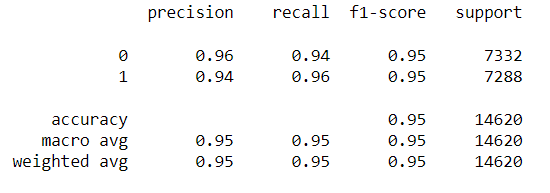 precision recall f1-score support
0 0.96 0.94 0.95 7332
1 0.94 0.96 0.95 7288
accuracy 0.95 14620
macro avg 0.95 0.95 0.95 14620
weighted avg 0.95 0.95 0.95 14620